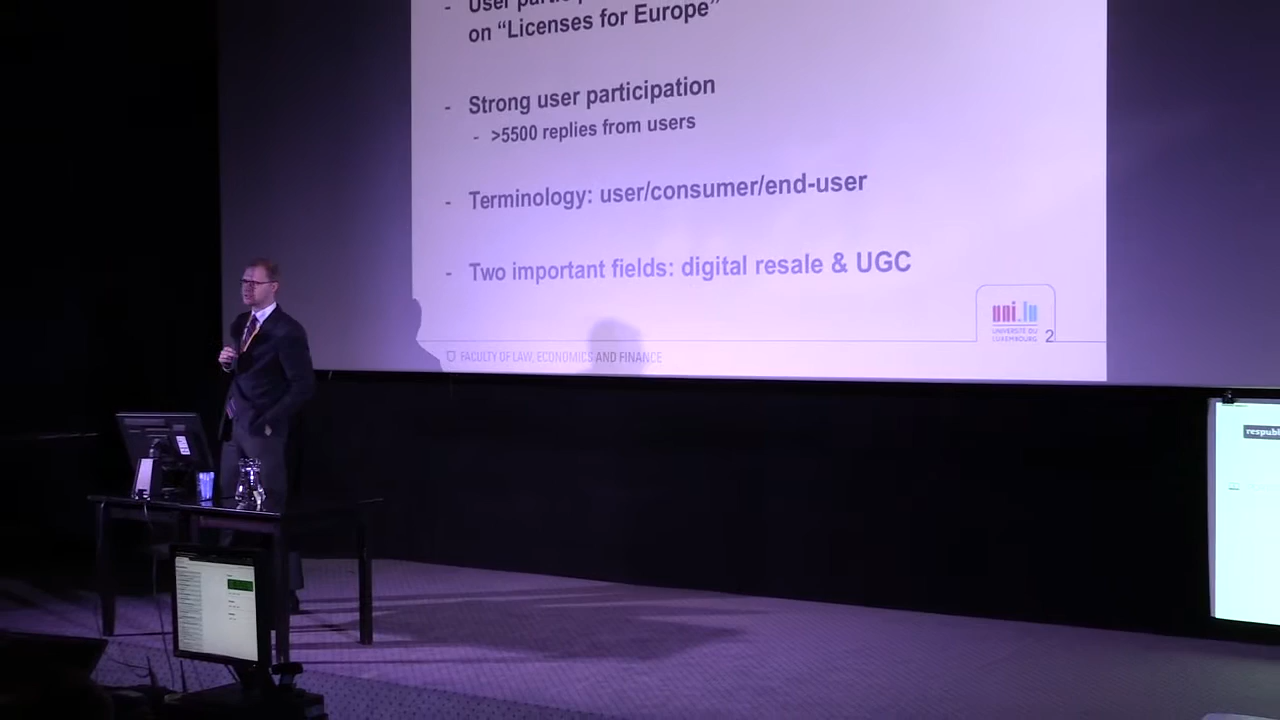 - User
on “Licenses for Europe”
- Strong user participation
- >5500 replies from users
- Terminology: user/consumer/end-user
- Two important fields: digital resale & UGC
uni.lu
UNIVERSITÉ DU
LUXEMBOURG
2
FACULTY OF LAW, ECONOMICS AND FINANCE